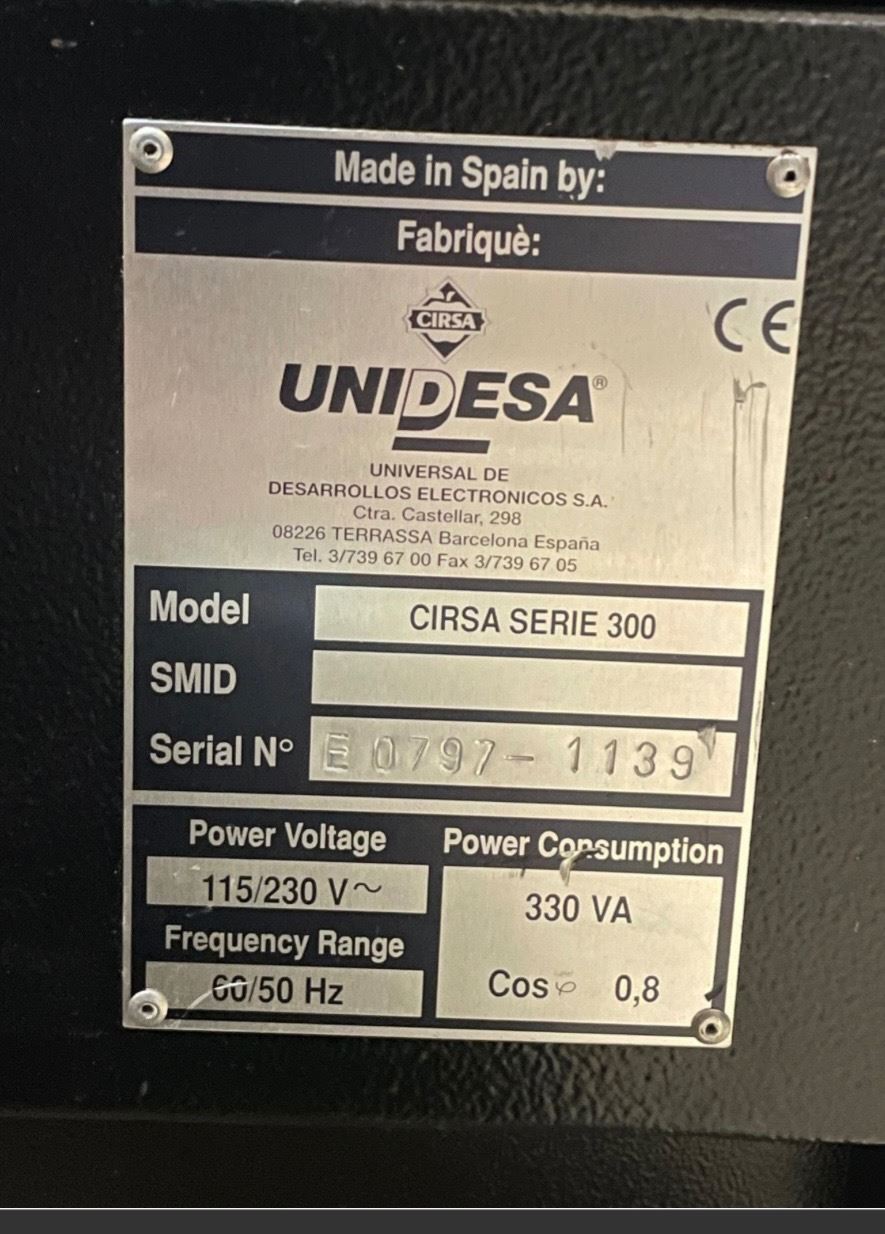 Made in Spain by:
Fabriquè:
CIRSA
CE
UNIDESA®
UNIVERSAL DE
DESARROLLOS ELECTRONICOS S.A.
Ctra. Castellar, 298
08226 TERRASSA Barcelona España
Tel. 3/739 67 00 Fax 3/739 67 05
Model CIRSA SERIE 300
SMID
Serial Nº E0797-1139
Power Voltage
115/230 V~
Frequency Range
60/50 Hz
Power Consumption
330 VA
Cos φ 0,8